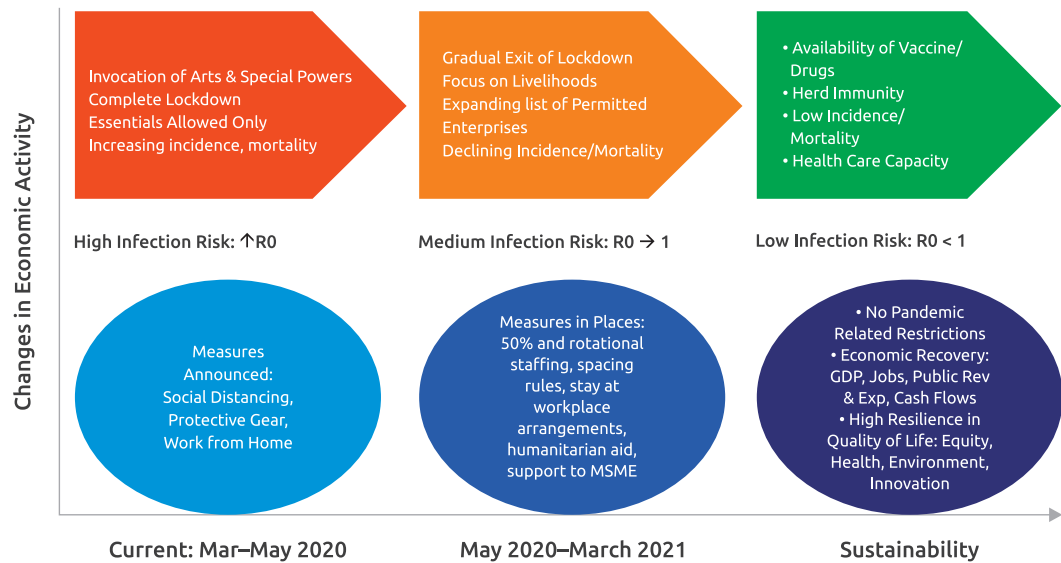 Changes in Economic Activity
Invocation of Arts & Special Powers
Complete Lockdown
Essentials Allowed Only
Increasing incidence, mortality
Gradual Exit of Lockdown
Focus on Livelihoods
Expanding list of Permitted
Enterprises
Declining Incidence/Mortality
• Availability of Vaccine/
Drugs
• Herd Immunity
• Low Incidence/
Mortality
• Health Care Capacity
High Infection Risk: ↑R0
Medium Infection Risk: R0 → 1
Low Infection Risk: R0 < 1
Measures
Announced:
Social Distancing,
Protective Gear,
Work from Home
Measures in Places:
50% and rotational
staffing, spacing
rules, stay at
workplace
arrangements,
humanitarian aid,
support to MSME
• No Pandemic
Related Restrictions
• Economic Recovery:
GDP, Jobs, Public Rev
& Exp, Cash Flows
• High Resilience in
Quality of Life: Equity,
Health, Environment,
Innovation
Current: Mar–May 2020
May 2020–March 2021
Sustainability